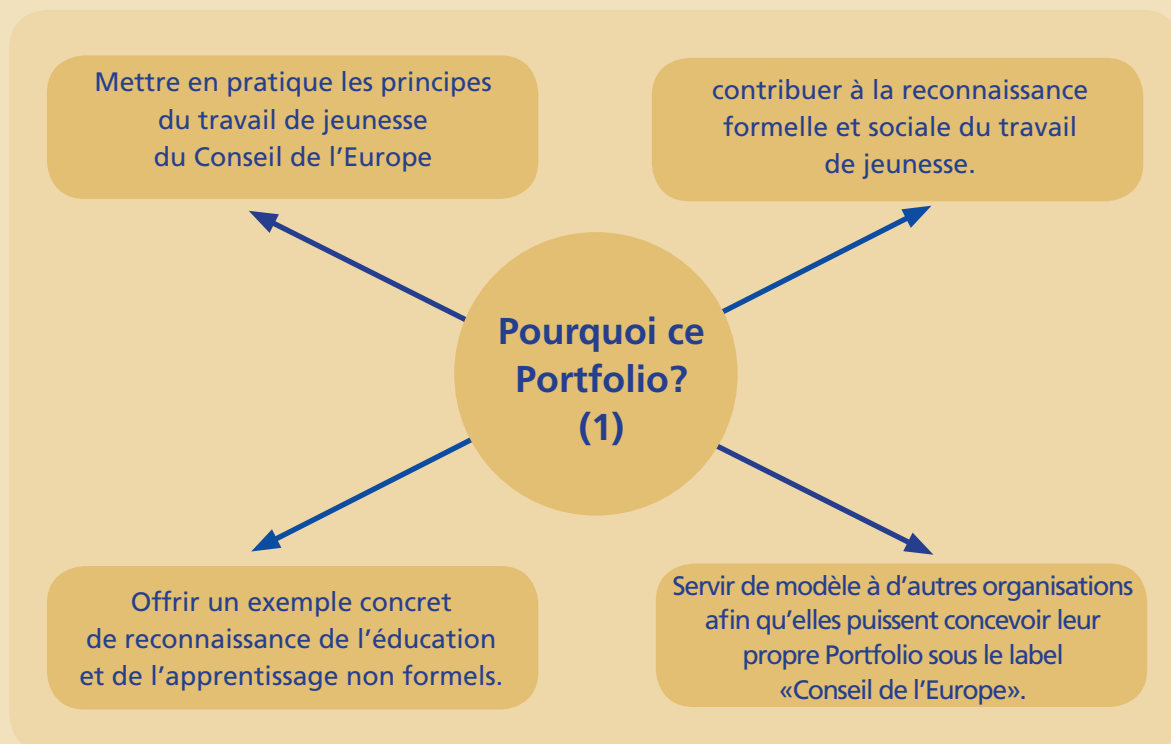 Mettre en pratique les principes
du travail de jeunesse
du Conseil de l'Europe
contribuer à la reconnaissance
formelle et sociale du travail
de jeunesse.
Pourquoi ce
Portfolio?
(1)
Offrir un exemple concret
de reconnaissance de l'éducation
et de l'apprentissage non formels.
Servir de modèle à d'autres organisations
afin qu'elles puissent concevoir leur
propre Portfolio sous le label
«Conseil de l'Europe».